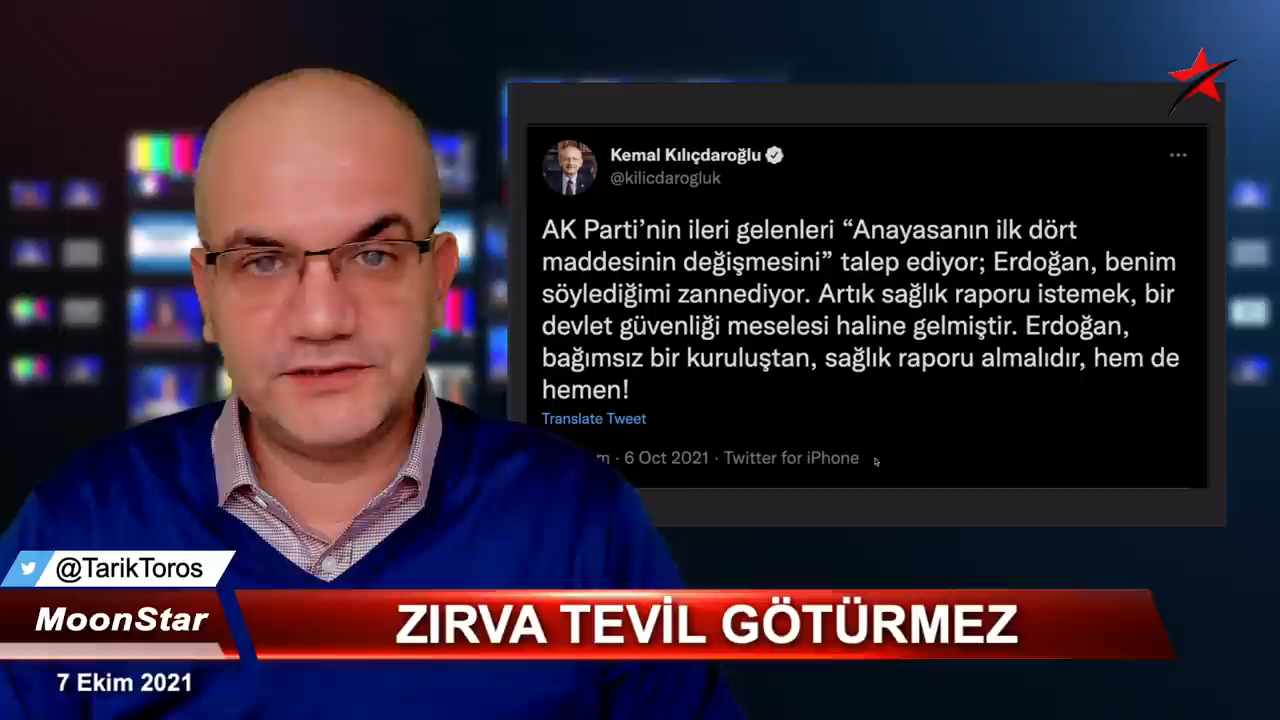 Kemal Kılıçdaroğlu
@kilicdarogluk
AK Parti’nin ileri gelenleri “Anayasanın ilk dört
maddesinin değişmesini” talep ediyor; Erdoğan, benim
söylediğimi zannediyor. Artık sağlık raporu istemek, bir
devlet güvenliği meselesi haline gelmiştir. Erdoğan,
bağımsız bir kuruluştan, sağlık raporu almalıdır, hem de
hemen!
Translate Tweet
m · 6 Oct 2021 · Twitter for iPhone
@TarikToros
MoonStar
ZIRVA TEVİL GÖTÜRMEZ
7 Ekim 2021